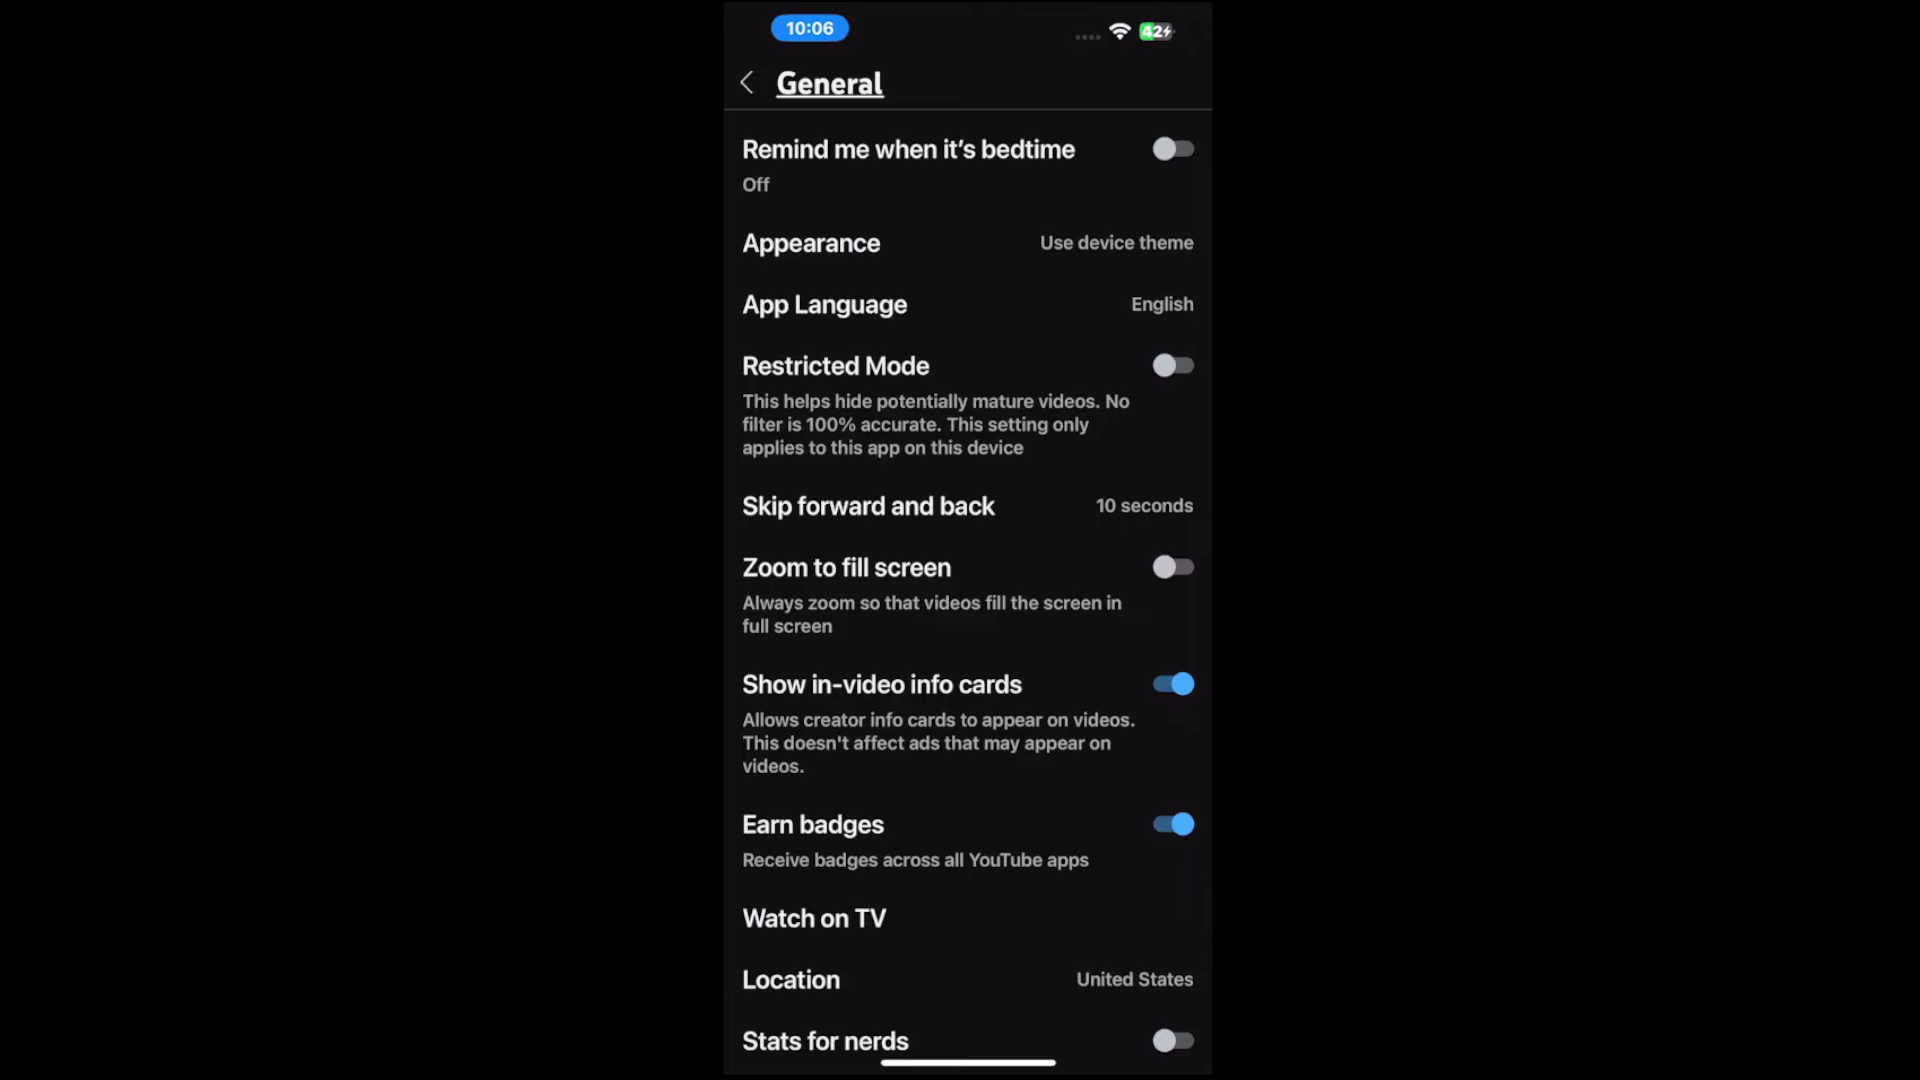 10:06
42
General
Remind me when it’s bedtime
Off
Appearance
Use device theme
App Language
English
Restricted Mode
This helps hide potentially mature videos. No
filter is 100% accurate. This setting only
applies to this app on this device
Skip forward and back
10 seconds
Zoom to fill screen
Always zoom so that videos fill the screen in
full screen
Show in-video info cards
Allows creator info cards to appear on videos.
This doesn't affect ads that may appear on
videos.
Earn badges
Receive badges across all YouTube apps
Watch on TV
Location
United States
Stats for nerds